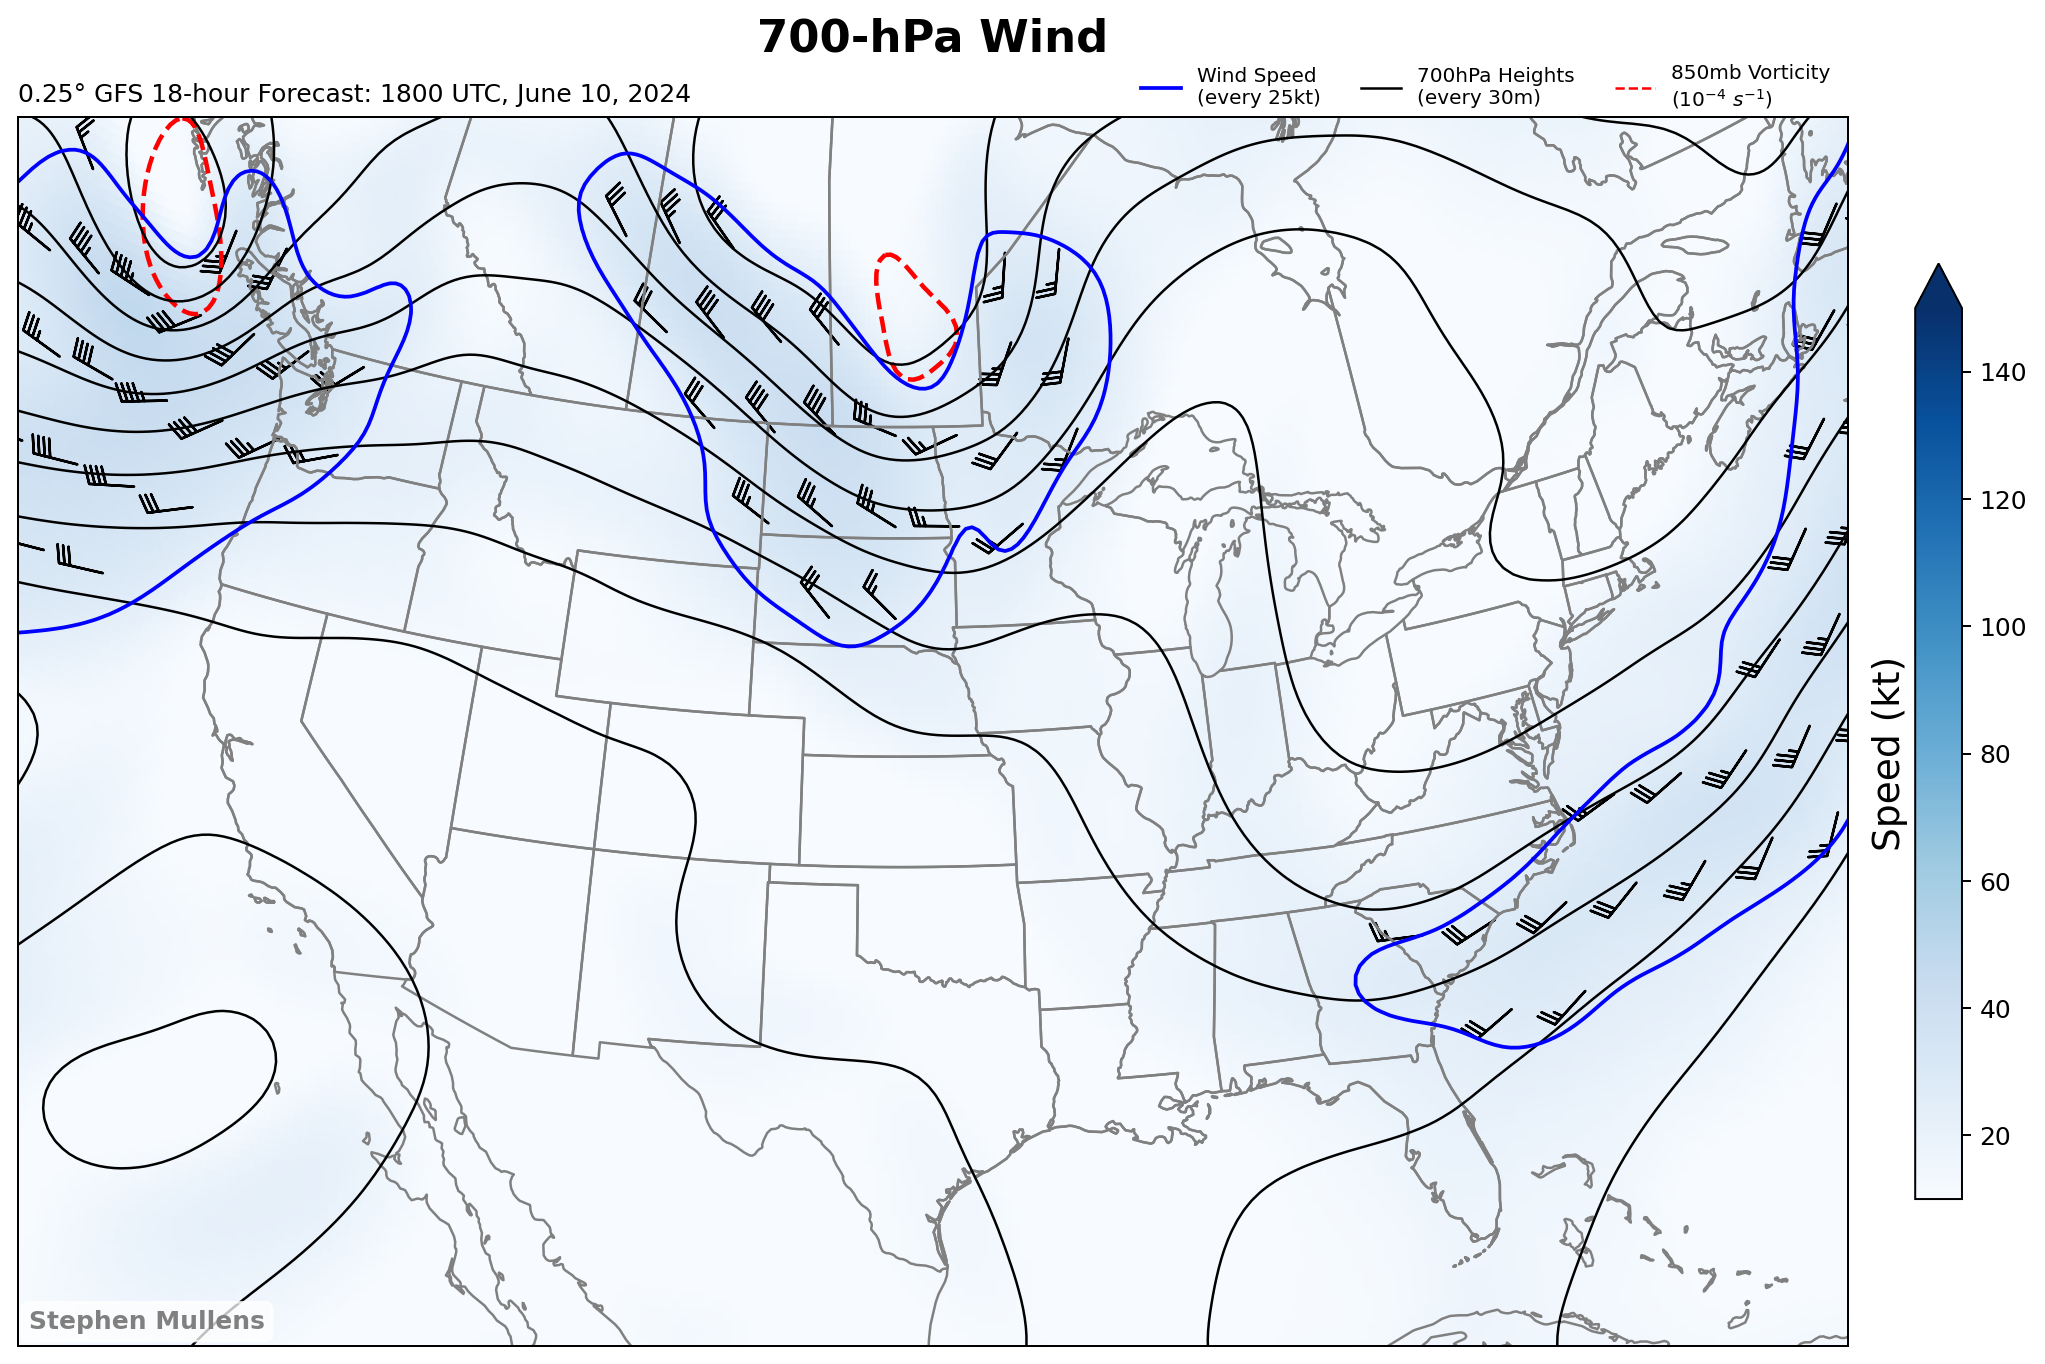 700-hPa Wind
0.25° GFS 18-hour Forecast: 1800 UTC, June 10, 2024
Wind Speed
(every 25kt)
700hPa Heights
(every 30m)
850mb Vorticity
(10⁻⁴ s⁻¹)
140
120
100
80
60
40
20
Speed (kt)
Stephen Mullens